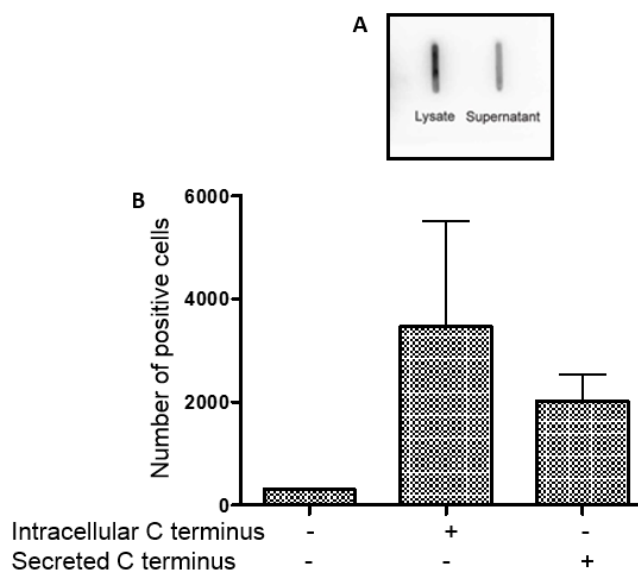 A
Lysate Supernatant
B
Number of positive cells
6000
4000
2000
0
Intracellular C terminus - + -
Secreted C terminus - - +